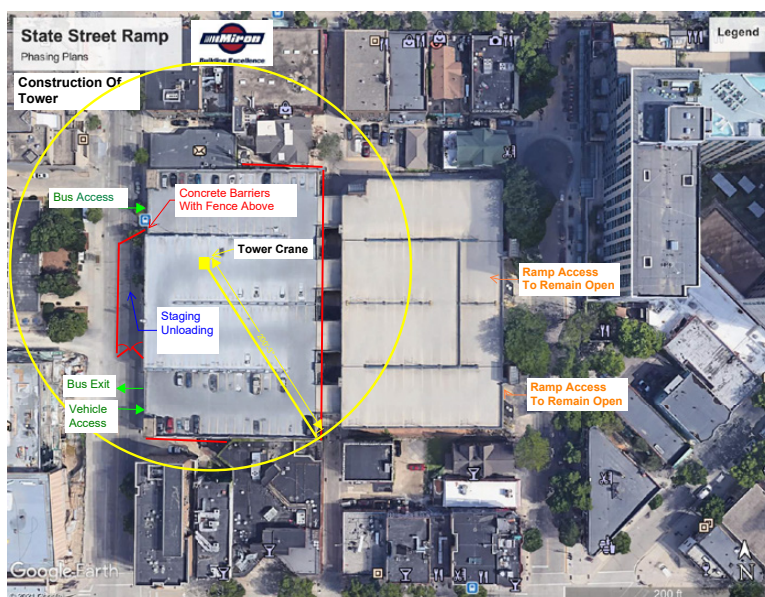 State Street Ramp
Phasing Plans
Miron
Building Excellence
Legend
Construction Of
Tower
Bus Access
Concrete Barriers
With Fence Above
Tower Crane
Ramp Access
To Remain Open
Staging
Unloading
Bus Exit
Vehicle
Access
Ramp Access
To Remain Open
Google Earth
N
200 ft